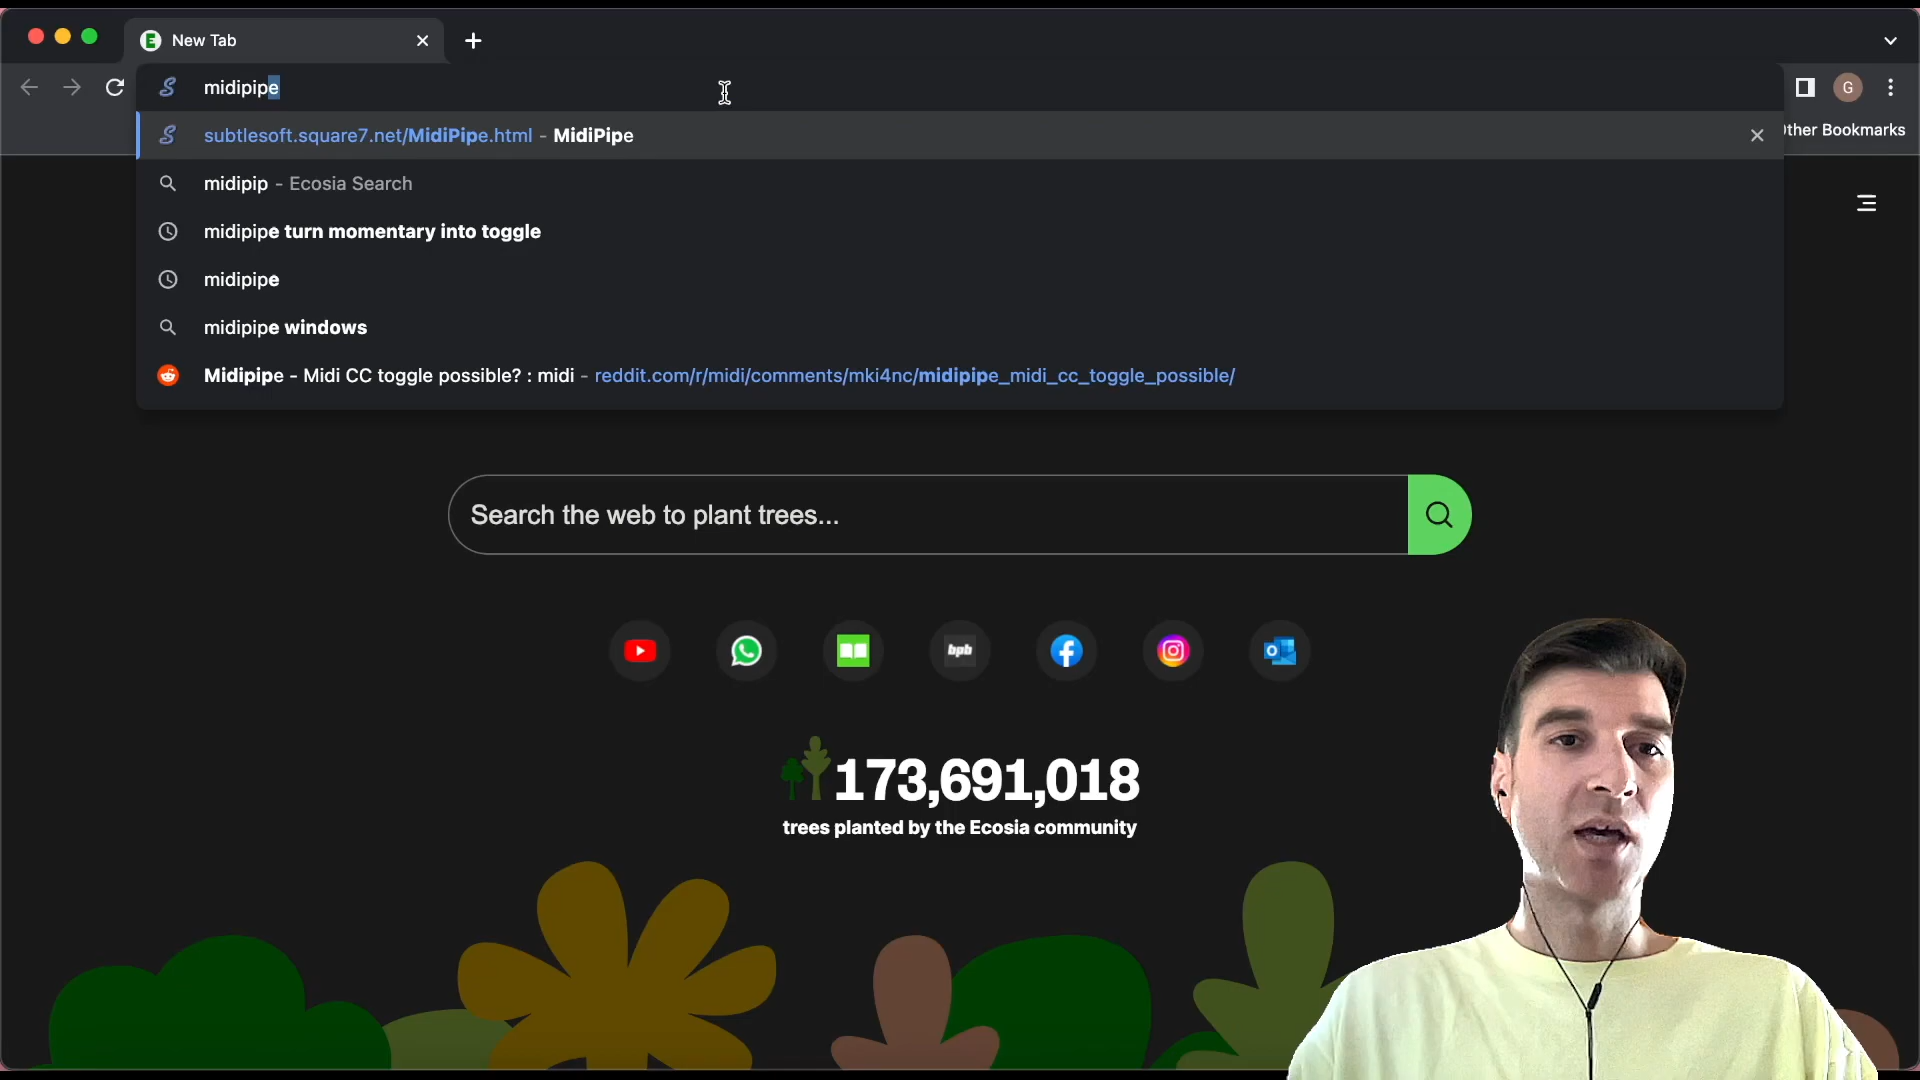 New Tab
midipipe
subtlesoft.square7.net/MidiPipe.html - MidiPipe
ther Bookmarks
midipip - Ecosia Search
midipipe turn momentary into toggle
midipipe
midipipe windows
Midipipe - Midi CC toggle possible? : midi - reddit.com/r/midi/comments/mki4nc/midipipe_midi_cc_toggle_possible/
Search the web to plant trees...
bpb
173,691,018
trees planted by the Ecosia community
G